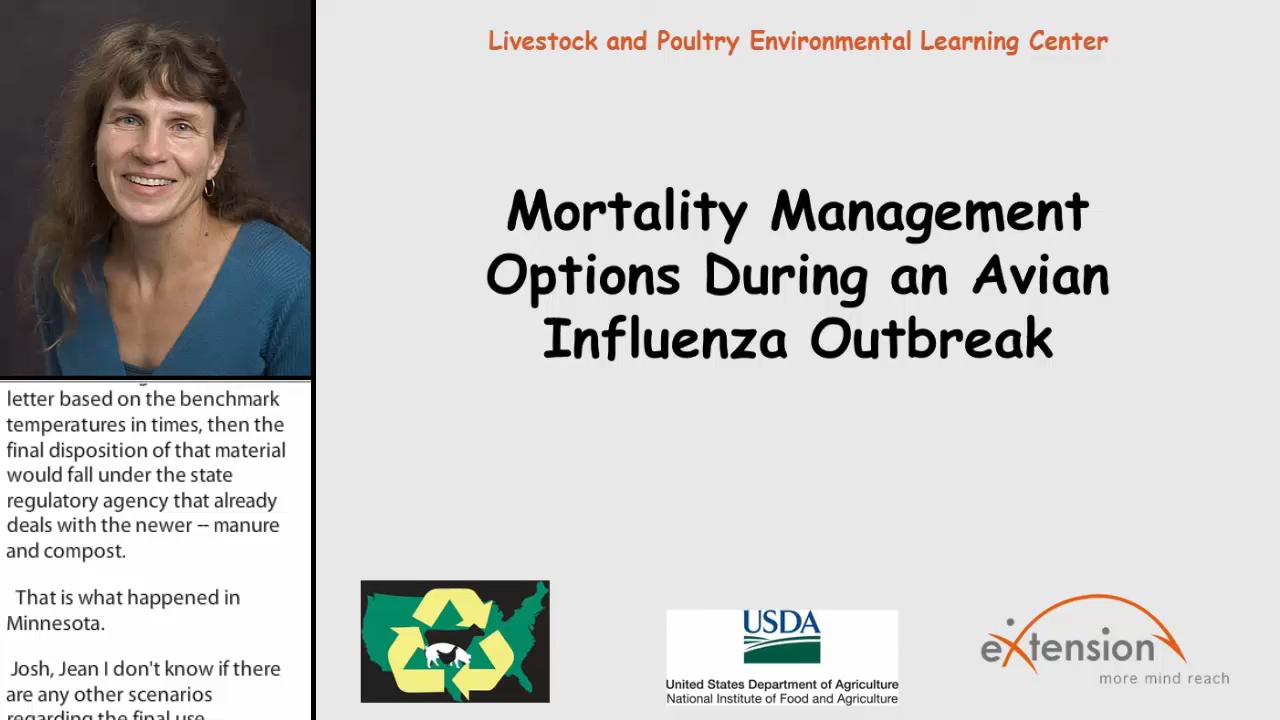 Livestock and Poultry Environmental Learning Center
Mortality Management
Options During an Avian
Influenza Outbreak
letter based on the benchmark
temperatures in times, then the
final disposition of that material
would fall under the state
regulatory agency that already
deals with the newer -- manure
and compost.
That is what happened in
Minnesota.
Josh, Jean I don't know if there
are any other scenarios
regarding the final use
USDA
United States Department of Agriculture
National Institute of Food and Agriculture
eXtension
more mind reach